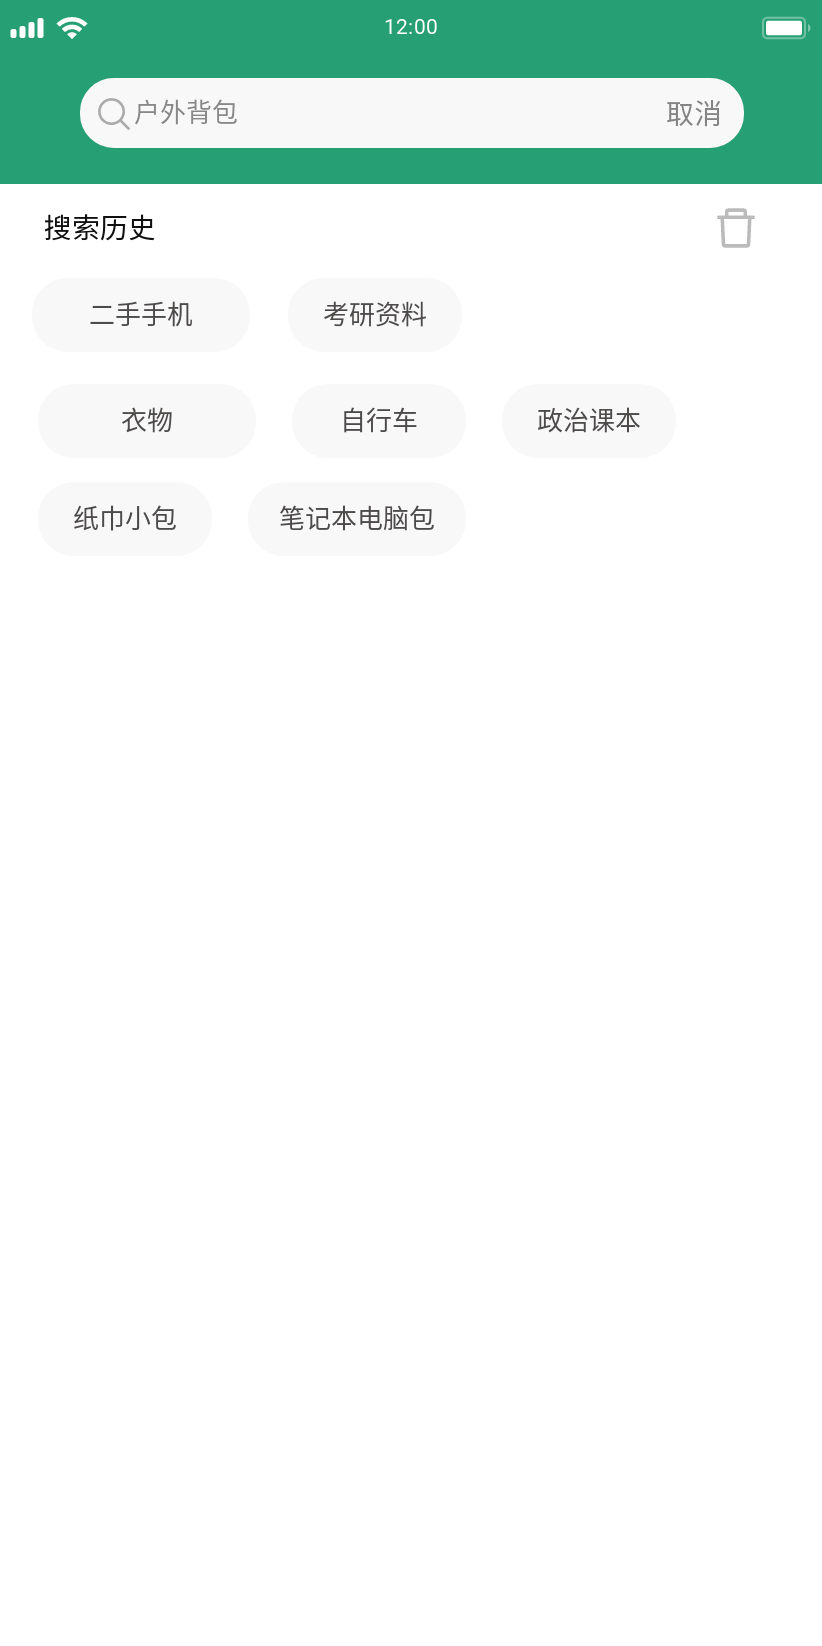 12:00
户外背包 取消
搜索历史
二手手机 考研资料
衣物 自行车 政治课本
纸巾小包 笔记本电脑包